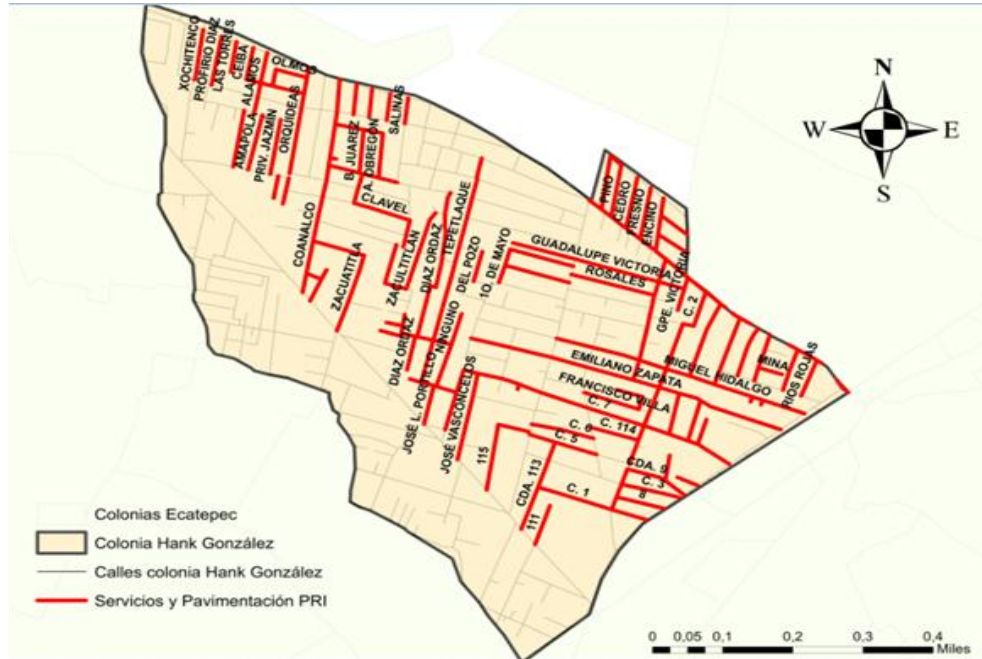 XOCHITENCO
PROFIRIO DIAZ
LAS TORRES
CEIBA
ALAMOS
OLMOS
AMAPOLA
PRIV. JAZMIN
ORQUIDEAS
B. JUAREZ
A. OBREGON
SALINAS
CLAVEL
COANALCO
ZACUATITLA
ZACULTITLAN
DIAZ ORDAZ
TEPETLAQUE
DEL POZO
1O. DE MAYO
GUADALUPE VICTORIA
ROSALES
PINO
CEDRO
FRESNO
ENCINO
GPE. VICTORIA
C. 2
DIAZ ORDAZ
NINGUNO
JOSÉ L. PORTILLO
JOSÉ VASCONCELOS
EMILIANO ZAPATA
MIGUEL HIDALGO
MINA
RIOS ROJAS
FRANCISCO VILLA
C. 7
C. 114
C. 6
C. 5
115
CDA. 113
111
C. 1
CDA. 9
C. 3
8
N
W
E
S
Colonias Ecatepec
Colonia Hank González
Calles colonia Hank González
Servicios y Pavimentación PRI
0 0,05 0,1 0,2 0,3 0,4
Miles